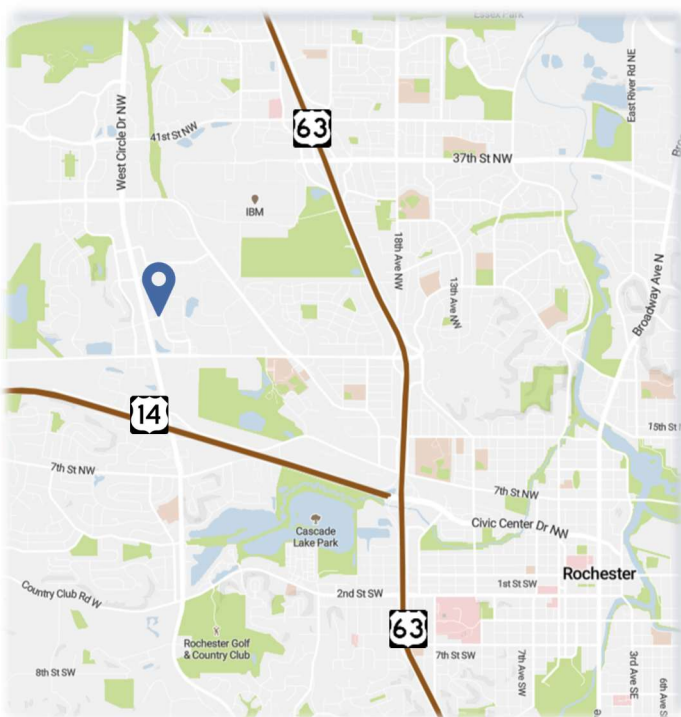 Essex Park
West Circle Dr NW
East River Rd NE
63
41st St NW
37th St NW
IBM
18th Ave NW
13th Ave NW
Broadway Ave N
14
15th St
7th St NW
7th St NW
Civic Center Dr NW
Cascade
Lake Park
Rochester
1st St SW
2nd St SW
Country Club Rd W
63
Rochester Golf
& Country Club
7th St SW
8th St SW
7th Ave SW
3rd Ave SE